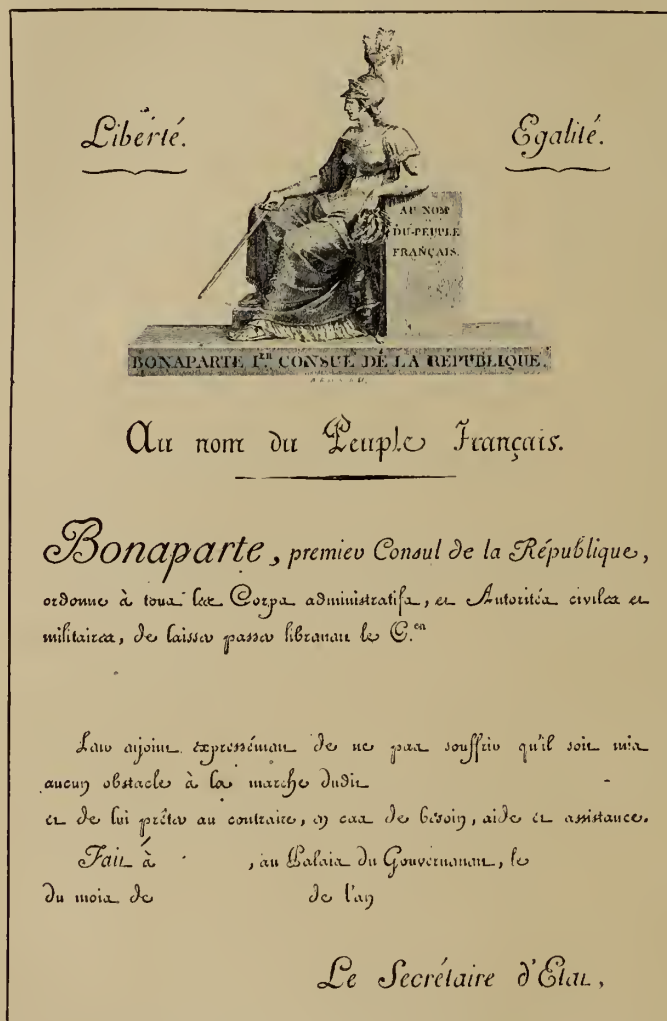 Liberté.
Egalité.
AU NOM
DU PEUPLE
FRANÇAIS.
BONAPARTE I.ER CONSUL DE LA REPUBLIQUE.
Au nom du Peuple Français.
Bonaparte, premier Consul de la République,
ordonne à tous les Corps administratifs, et Autorités civiles et
militaires, de laisser passer librement le C.en
Leur enjoint expressément de ne pas souffrir qu'il soit mis
aucun obstacle à la marche dudit
et de lui prêter au contraire, en cas de besoin, aide et assistance.
Fait à , au Palais du Gouvernement, le
du mois de de l'an
Le Secrétaire d'Etat,